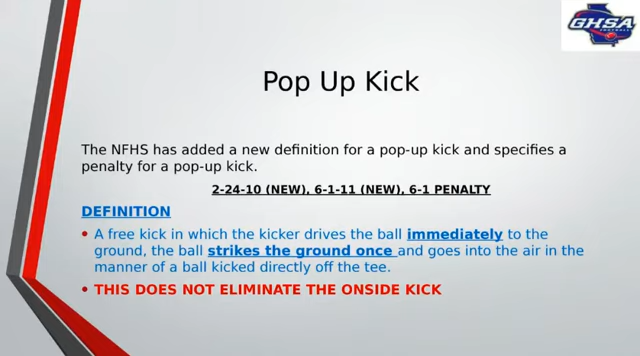 GHSA
Pop Up Kick
The NFHS has added a new definition for a pop-up kick and specifies a
penalty for a pop-up kick.
2-24-10 (NEW), 6-1-11 (NEW), 6-1 PENALTY
DEFINITION
• A free kick in which the kicker drives the ball immediately to the
ground, the ball strikes the ground once and goes into the air in the
manner of a ball kicked directly off the tee.
• THIS DOES NOT ELIMINATE THE ONSIDE KICK